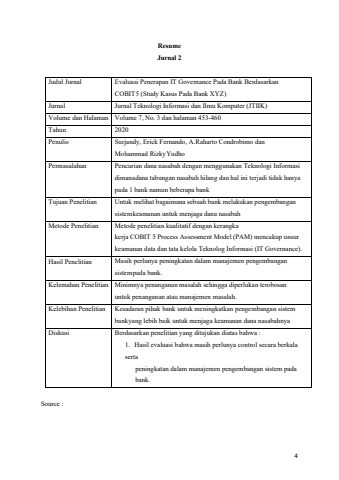 Resume
Jurnal 2
Judul Jurnal
Evaluasi Penerapan IT Governance Pada Bank Berdasarkan
COBIT5 (Study Kasus Pada Bank XYZ)
Jurnal
Jurnal Teknologi Informasi dan Ilmu Komputer (JTIIK)
Volume dan Halaman
Volume 7, No. 3 dan halaman 453-460
Tahun
2020
Penulis
Surjandy, Erick Fernando, A.Raharto Condrobimo dan
Mohammad Rizky Yudho
Permasalahan
Pencurian dana nasabah dengan menggunakan Teknologi Informasi
dimanadana tabungan nasabah hilang dan hal ini terjadi tidak hanya
pada 1 bank namun beberapa bank
Tujuan Penelitian
Untuk melihat bagaimana sebuah bank melakukan pengembangan
sistemkeamanan untuk menjaga dana nasabah
Metode Penelitian
Metode penelitian kualitatif dengan kerangka
kerja COBIT 5 Process Assessment Model (PAM) mencakup unsur
keamanan data dan tata kelola Teknolog Informasi (IT Governance).
Hasil Penelitian
Masih perlunya peningkatan dalam manajemen pengembangan
sistempada bank.
Kelemahan Penelitian
Minimnya penanganan masalah sehingga diperlukan terobosan
untuk penanganan atau manajemen masalah.
Kelebihan Penelitian
Kesadaran pihak bank untuk meningkatkan pengembangan sistem
bankyang lebih baik untuk menjaga keamanan dana nasabahnya
Diskusi
Berdasarkan penelitian yang ditujukan diatas bahwa :
1. Hasil evaluasi bahwa masih perlunya control secara berkala
serta
peningkatan dalam manajemen pengembangan sistem pada
bank.
Source :
4